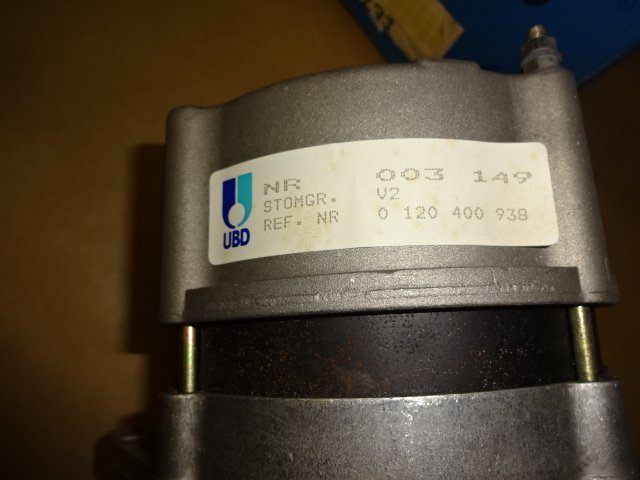 NR 003 149
STOMGR. V2
REF. NR 0 120 400 938
UBD